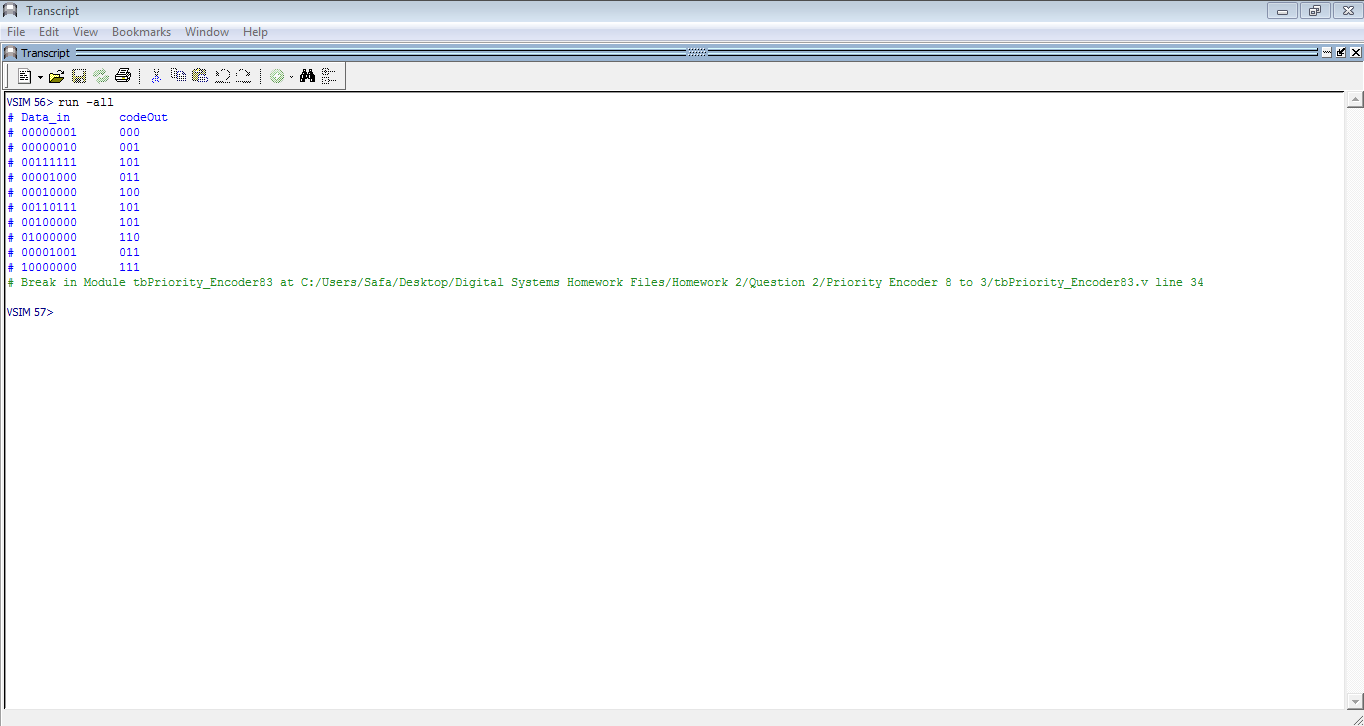 Transcript
File Edit View Bookmarks Window Help
Transcript
VSIM 56> run -all
# Data_in codeOut
# 00000001 000
# 00000010 001
# 00111111 101
# 00001000 011
# 00010000 100
# 00110111 101
# 00100000 101
# 01000000 110
# 00001001 011
# 10000000 111
# Break in Module tbPriority_Encoder83 at C:/Users/Safa/Desktop/Digital Systems Homework Files/Homework 2/Question 2/Priority Encoder 8 to 3/tbPriority_Encoder83.v line 34
VSIM 57>